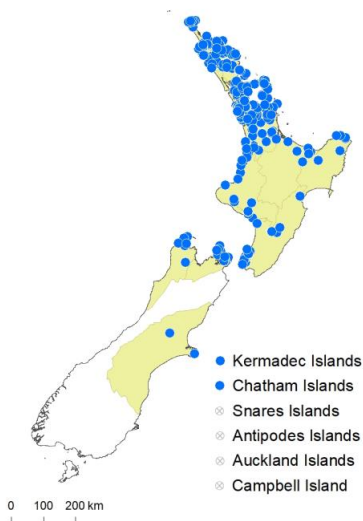 Kermadec Islands
Chatham Islands
Snares Islands
Antipodes Islands
Auckland Islands
Campbell Island
0 100 200 km